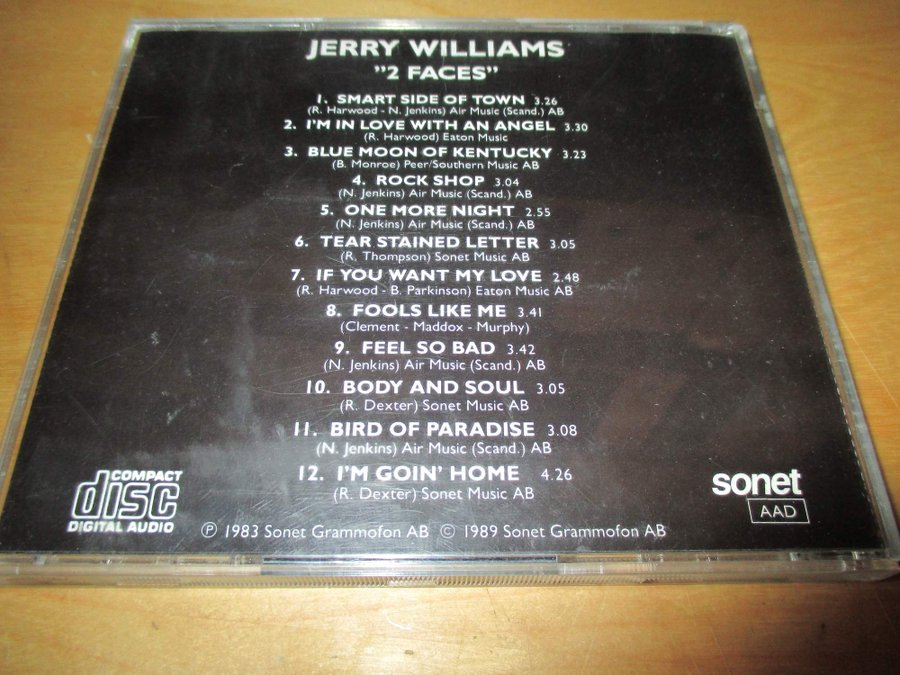 JERRY WILLIAMS
"2 FACES"
1. SMART SIDE OF TOWN 3.26
(R. Harwood - N. Jenkins) Air Music (Scand.) AB
2. I'M IN LOVE WITH AN ANGEL 3.30
(R. Harwood) Eaton Music
3. BLUE MOON OF KENTUCKY 3.23
(B. Monroe) Peer/Southern Music AB
4. ROCK SHOP 3.04
(N. Jenkins) Air Music (Scand.) AB
5. ONE MORE NIGHT 2.55
(N. Jenkins) Air Music (Scand.) AB
6. TEAR STAINED LETTER 3.05
(R. Thompson) Sonet Music AB
7. IF YOU WANT MY LOVE 2.48
(R. Harwood - B. Parkinson) Eaton Music AB
8. FOOLS LIKE ME 3.41
(Clement - Maddox - Murphy)
9. FEEL SO BAD 3.42
(N. Jenkins) Air Music (Scand.) AB
10. BODY AND SOUL 3.05
(R. Dexter) Sonet Music AB
11. BIRD OF PARADISE 3.08
(N. Jenkins) Air Music (Scand.) AB
12. I'M GOIN' HOME 4.26
(R. Dexter) Sonet Music AB
COMPACT
disc
DIGITAL AUDIO
℗ 1983 Sonet Grammofon AB © 1989 Sonet Grammofon AB
sonet
AAD